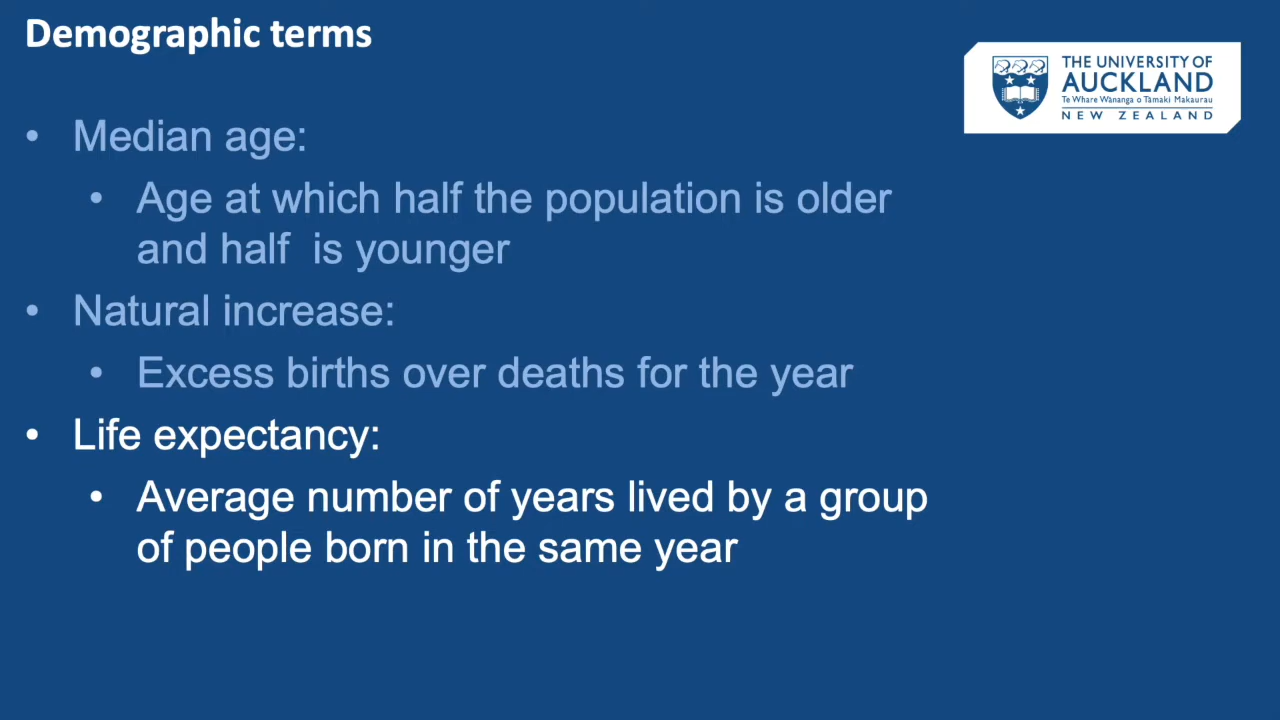 Demographic terms
THE UNIVERSITY OF
AUCKLAND
Te Whare Wānanga o Tāmaki Makaurau
NEW ZEALAND
• Median age:
• Age at which half the population is older
and half  is younger
• Natural increase:
• Excess births over deaths for the year
• Life expectancy:
• Average number of years lived by a group
of people born in the same year